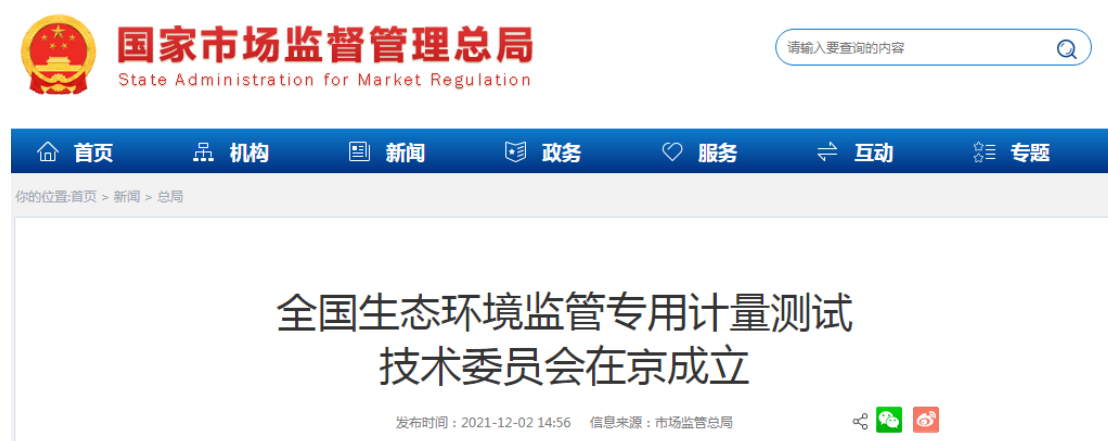 国家市场监督管理总局
State Administration for Market Regulation
请输入要查询的内容
首页 机构 新闻 政务 服务 互动 专题
你的位置:首页 > 新闻 > 总局
全国生态环境监管专用计量测试
技术委员会在京成立
发布时间：2021-12-02 14:56 信息来源：市场监管总局